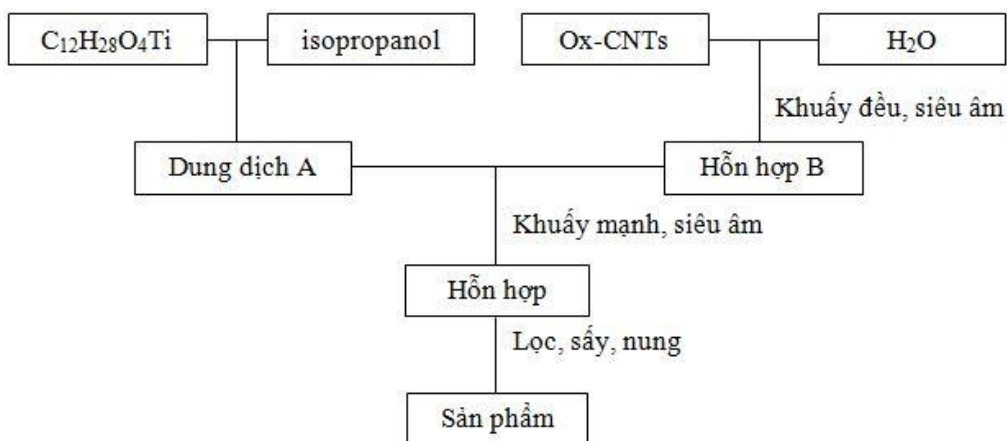 C₁₂H₂₈O₄Ti
isopropanol
Ox-CNTs
H₂O
Khuấy đều, siêu âm
Dung dịch A
Hỗn hợp B
Khuấy mạnh, siêu âm
Hỗn hợp
Lọc, sấy, nung
Sản phẩm